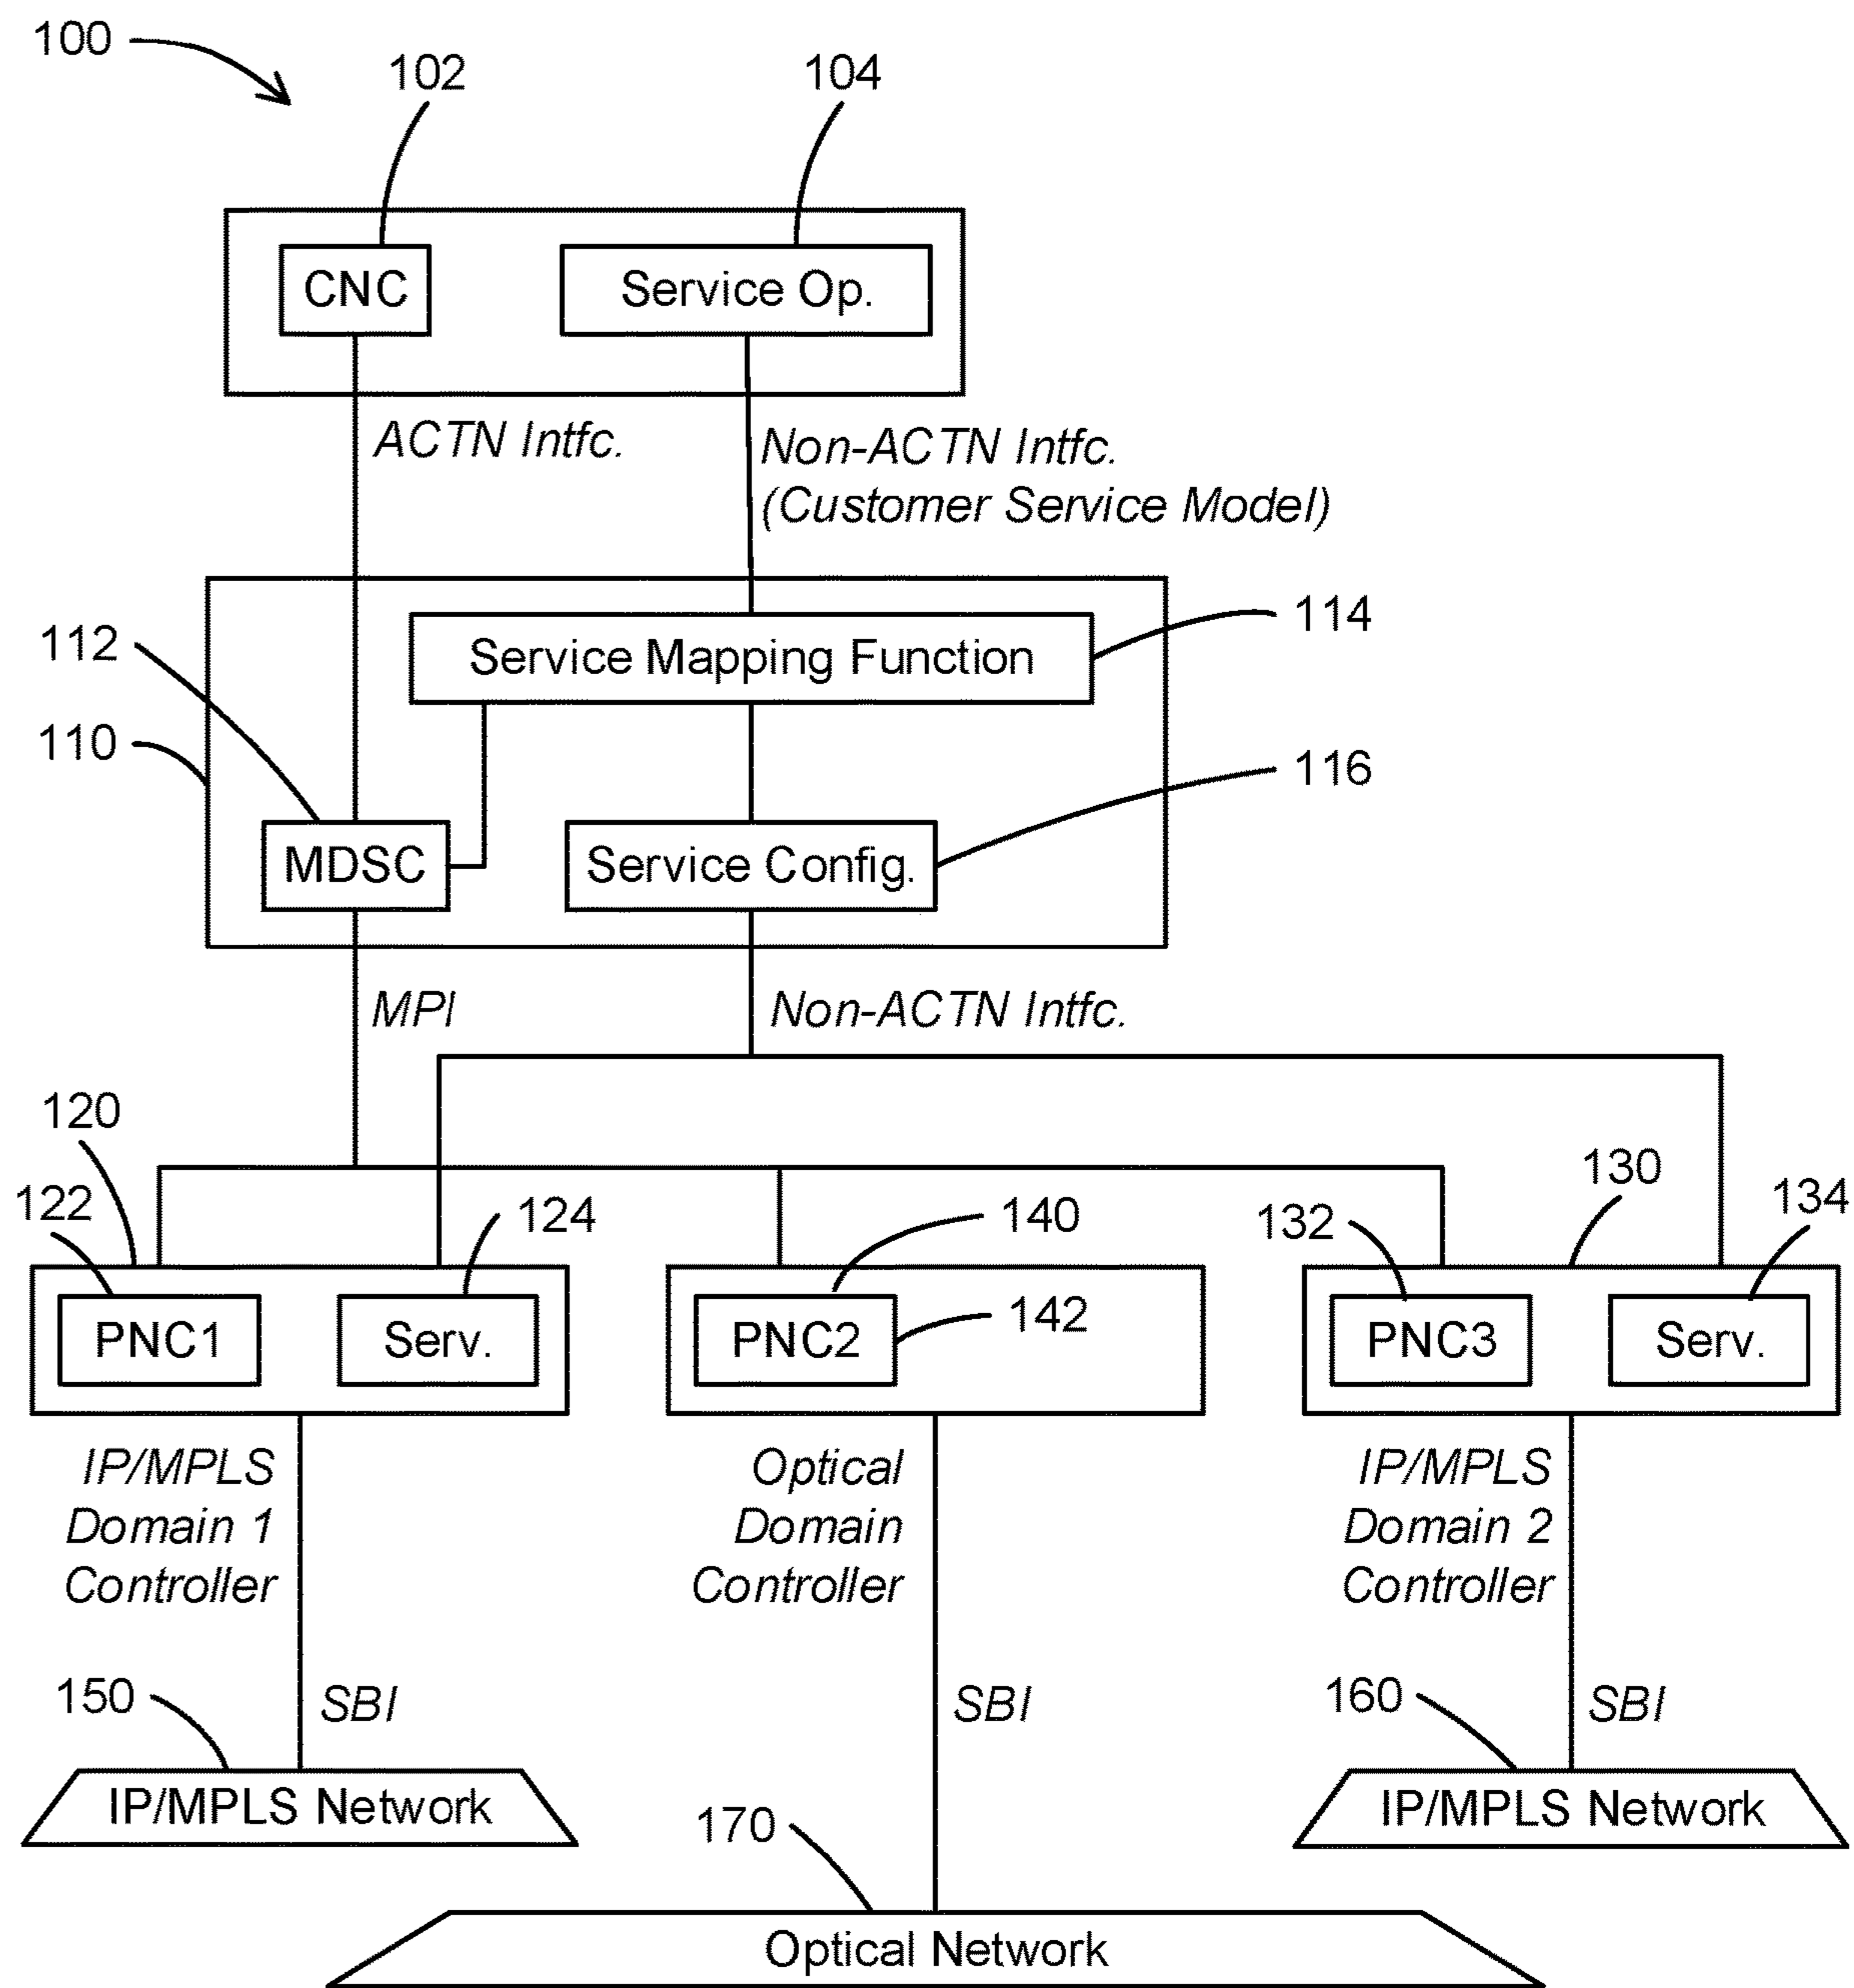 100
102
104
CNC
Service Op.
ACTN Intfc.
Non-ACTN Intfc.
(Customer Service Model)
114
112
Service Mapping Function
110
116
MDSC
Service Config.
MPI
Non-ACTN Intfc.
120
122
124
140
132
130
134
142
PNC1
Serv.
PNC2
PNC3
Serv.
IP/MPLS
Domain 1
Controller
Optical
Domain
Controller
IP/MPLS
Domain 2
Controller
150
SBI
SBI
160
SBI
IP/MPLS Network
IP/MPLS Network
170
Optical Network